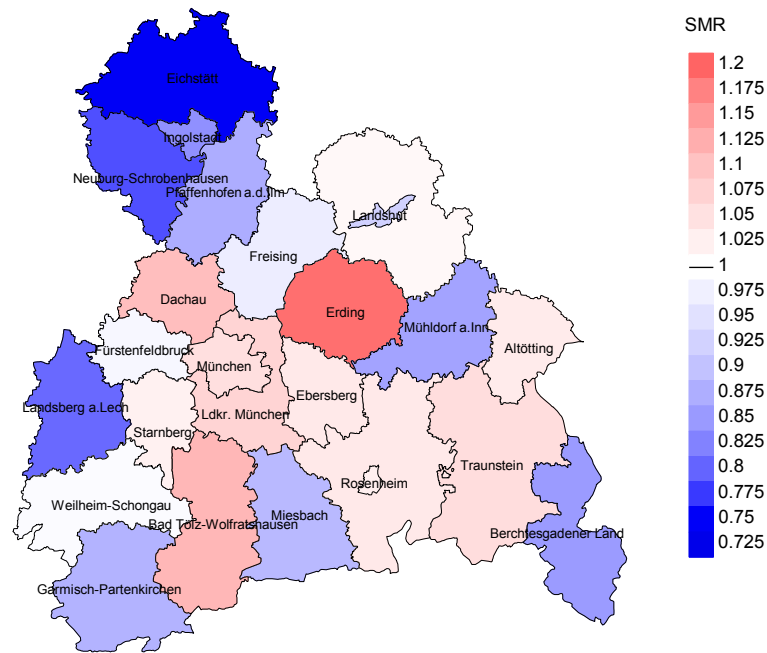 SMR
Eichstätt
Ingolstadt
Neuburg-Schrobenhausen
Pfaffenhofen a.d.Ilm
Landshut
Freising
Dachau
Erding
Mühldorf a.Inn
Altötting
Fürstenfeldbruck
München
Ebersberg
Landsberg a.Lech
Ldkr. München
Starnberg
Traunstein
Rosenheim
Weilheim-Schongau
Miesbach
Bad Tölz-Wolfratshausen
Berchtesgadener Land
Garmisch-Partenkirchen
1.2
1.175
1.15
1.125
1.1
1.075
1.05
1.025
1
0.975
0.95
0.925
0.9
0.875
0.85
0.825
0.8
0.775
0.75
0.725